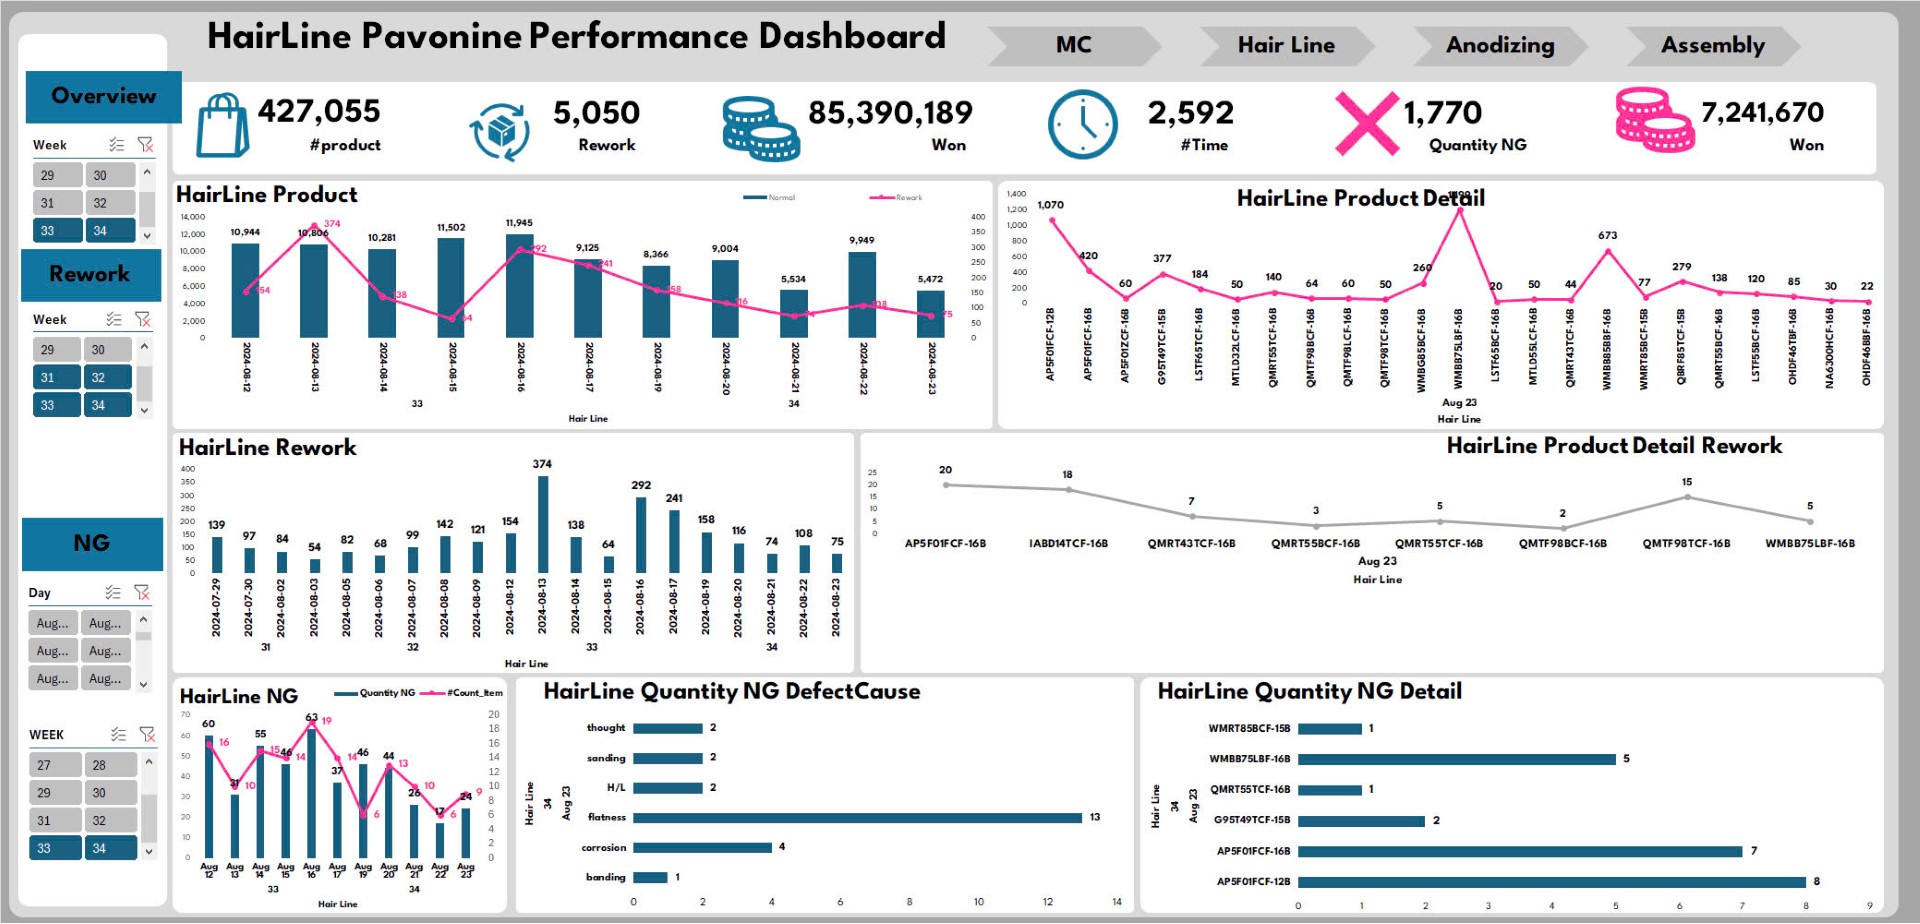 HairLine Pavonine Performance Dashboard
MC
Hair Line
Anodizing
Assembly
Overview
Week
29 30
31 32
33 34
Rework
Week
29 30
31 32
33 34
NG
Day
Aug... Aug...
Aug... Aug...
Aug... Aug...
WEEK
27 28
29 30
31 32
33 34
427,055
#product
5,050
Rework
85,390,189
Won
2,592
#Time
1,770
Quantity NG
7,241,670
Won
HairLine Product
Normal Rework
14,000
12,000
10,000
8,000
6,000
4,000
2,000
0
10,944 10,806 10,281 11,502 11,945 9,125 8,366 9,004 5,534 9,949 5,472
374 138 64 292 241 158 116 108 75
400
350
300
250
200
150
100
50
0
2024-08-12 2024-08-13 2024-08-14 2024-08-15 2024-08-16 2024-08-17 2024-08-19 2024-08-20 2024-08-21 2024-08-22 2024-08-23
33 34
Hair Line
HairLine Product Detail
1,400
1,200
1,000
800
600
400
200
0
1,070 420 60 377 184 50 140 64 60 50 260 20 50 44 673 77 279 138 120 85 30 22
AP5F01FCF-12B AP5F01FCF-16B AP5F01ZCF-16B G95T49TCF-15B LSTF65TCF-16B MTLD32LCF-16B QMRT55TCF-16B QMTF98BCF-16B QMTF98LCF-16B QMTF98TCF-16B WMBG85BCF-16B WMBB75LBF-16B LSTF65BCF-16B MTLD55LCF-16B QMRT43TCF-16B WMBB85BBF-16B WMRT85BCF-15B QBRF85TCF-15B QMRT55BCF-16B LSTF55BCF-16B OHDF46TBF-16B NA6300HCF-16B OHDF46BBF-16B
Aug 23
Hair Line
HairLine Rework
400
350
300
250
200
150
100
50
0
139 97 84 54 82 68 99 142 121 154 374 138 64 292 241 158 116 74 108 75
2024-07-29 2024-07-30 2024-08-02 2024-08-03 2024-08-05 2024-08-06 2024-08-07 2024-08-08 2024-08-09 2024-08-12 2024-08-13 2024-08-14 2024-08-15 2024-08-16 2024-08-17 2024-08-19 2024-08-20 2024-08-21 2024-08-22 2024-08-23
31 32 33 34
Hair Line
HairLine Product Detail Rework
25
20
15
10
5
0
20 18 7 3 5 2 15 5
AP5F01FCF-16B IABD14TCF-16B QMRT43TCF-16B QMRT55BCF-16B QMRT55TCF-16B QMTF98BCF-16B QMTF98TCF-16B WMBB75LBF-16B
Aug 23
Hair Line
HairLine NG
Quantity NG #Count_Item
70
60
50
40
30
20
10
0
60 31 55 46 63 37 46 44 26 17 24
16 10 15 14 19 14 6 13 10 6 9
20
18
16
14
12
10
8
6
4
2
0
Aug 12 Aug 13 Aug 14 Aug 15 Aug 16 Aug 17 Aug 19 Aug 20 Aug 21 Aug 22 Aug 23
33 34
Hair Line
HairLine Quantity NG DefectCause
Hair Line
34
Aug 23
thought 2
sanding 2
H/L 2
flatness 13
corrosion 4
banding 1
0 2 4 6 8 10 12 14
HairLine Quantity NG Detail
Hair Line
34
Aug 23
WMRT85BCF-15B 1
WMBB75LBF-16B 5
QMRT55TCF-16B 1
G95T49TCF-15B 2
AP5F01FCF-16B 7
AP5F01FCF-12B 8
0 1 2 3 4 5 6 7 8 9